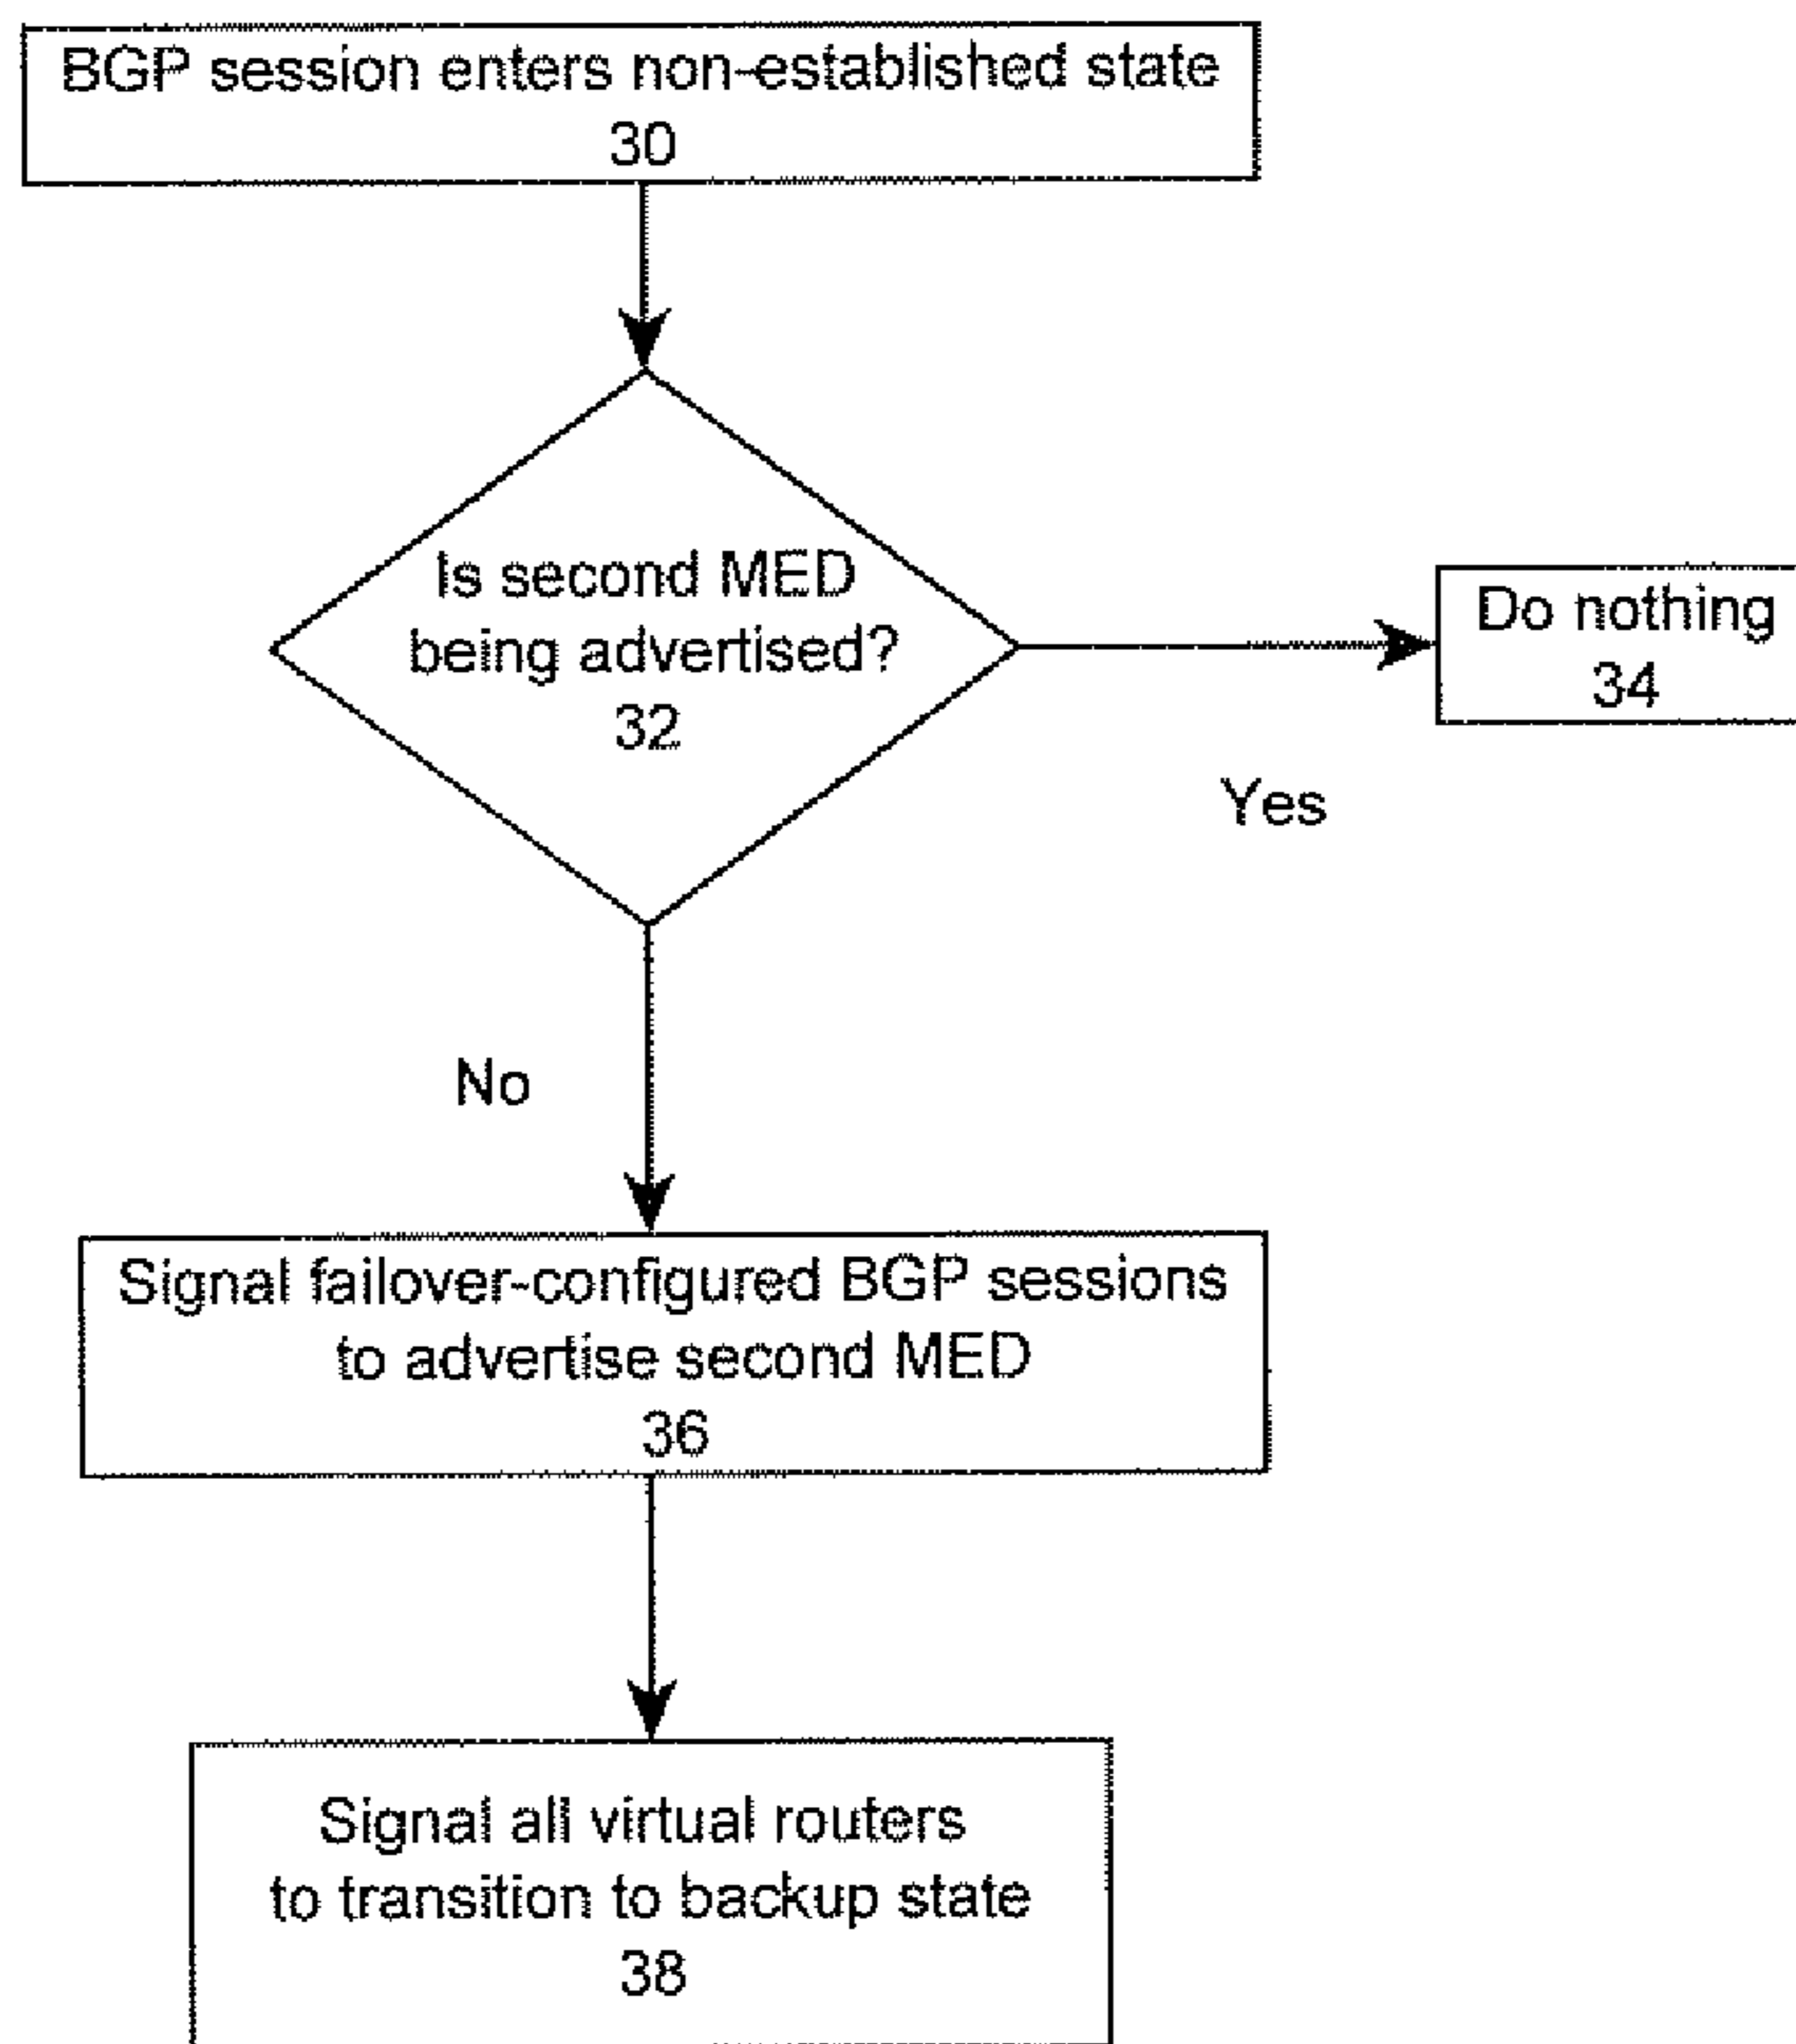 BGP session enters non-established state
30
Is second MED
being advertised?
32
Do nothing
34
Yes
No
Signal failover-configured BGP sessions
to advertise second MED
36
Signal all virtual routers
to transition to backup state
38